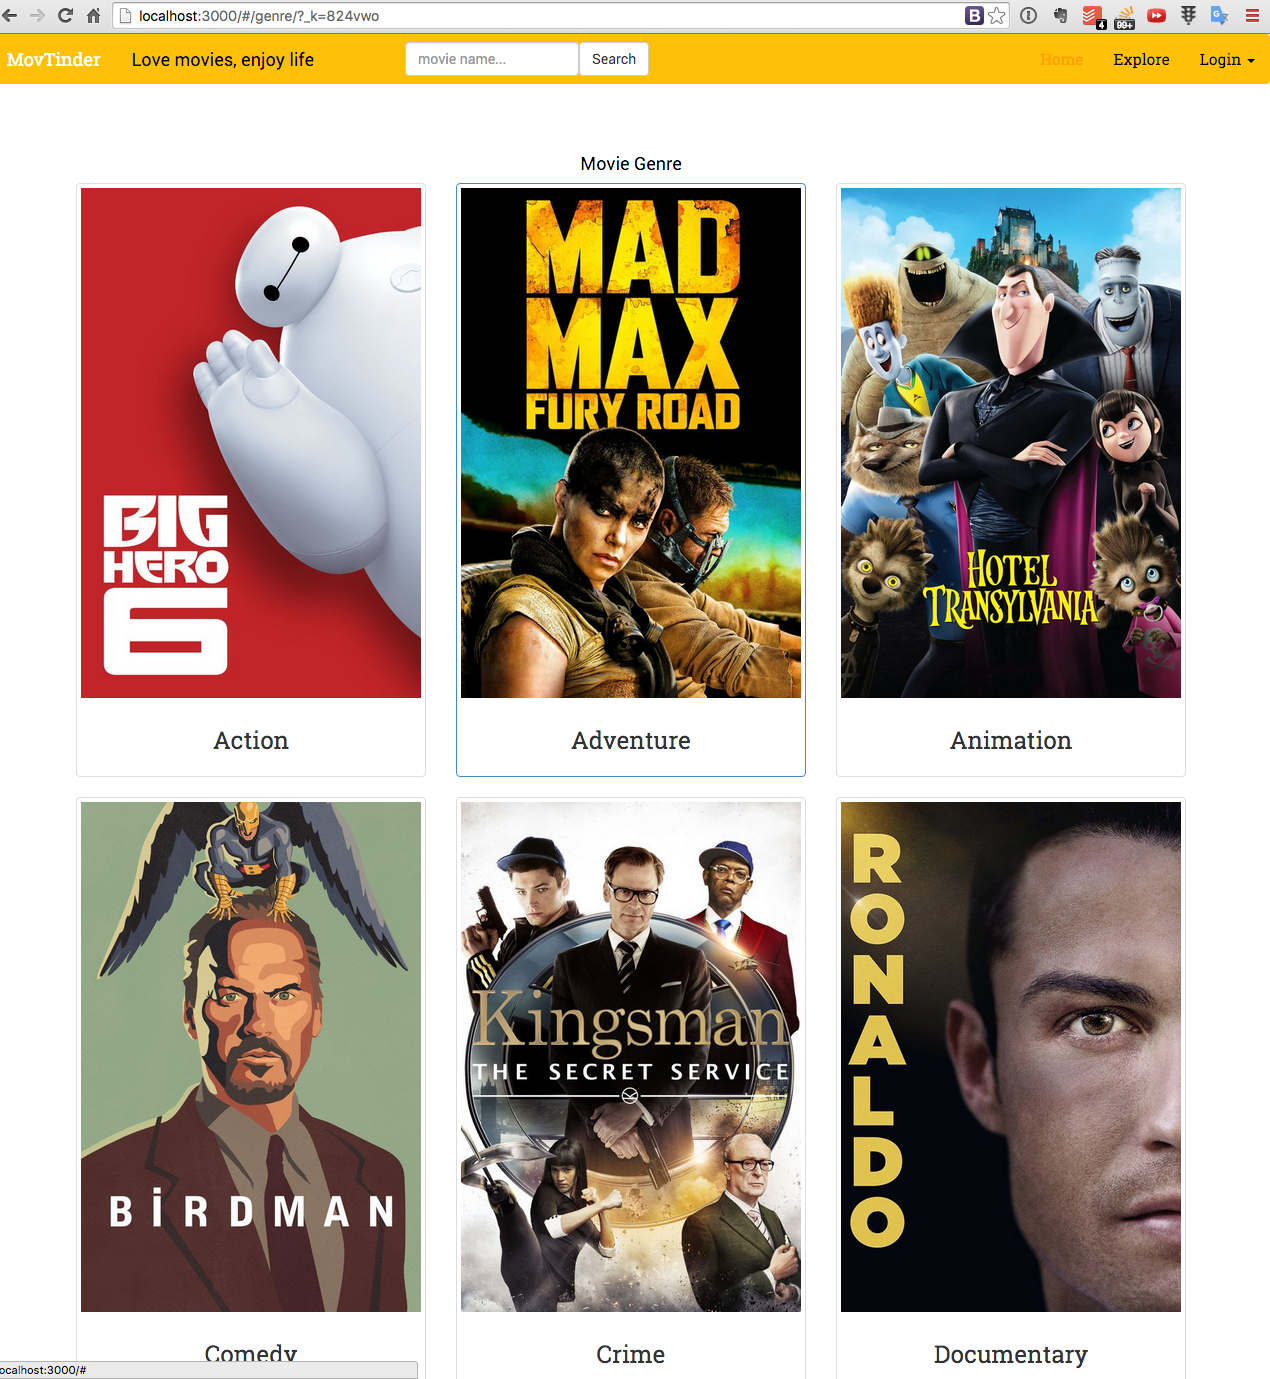 localhost:3000/#/genre/?_k=824vwo
B
4
99+
MovTinder
Love movies, enjoy life
movie name...
Search
Home
Explore
Login
Movie Genre
BIG
HERO
6
Action
MAD
MAX
FURY ROAD
Adventure
HOTEL
TRANSYLVANIA
Animation
BİRDMAN
Comedy
Kingsman
THE SECRET SERVICE
Crime
RONALDO
Documentary
ocalhost:3000/#